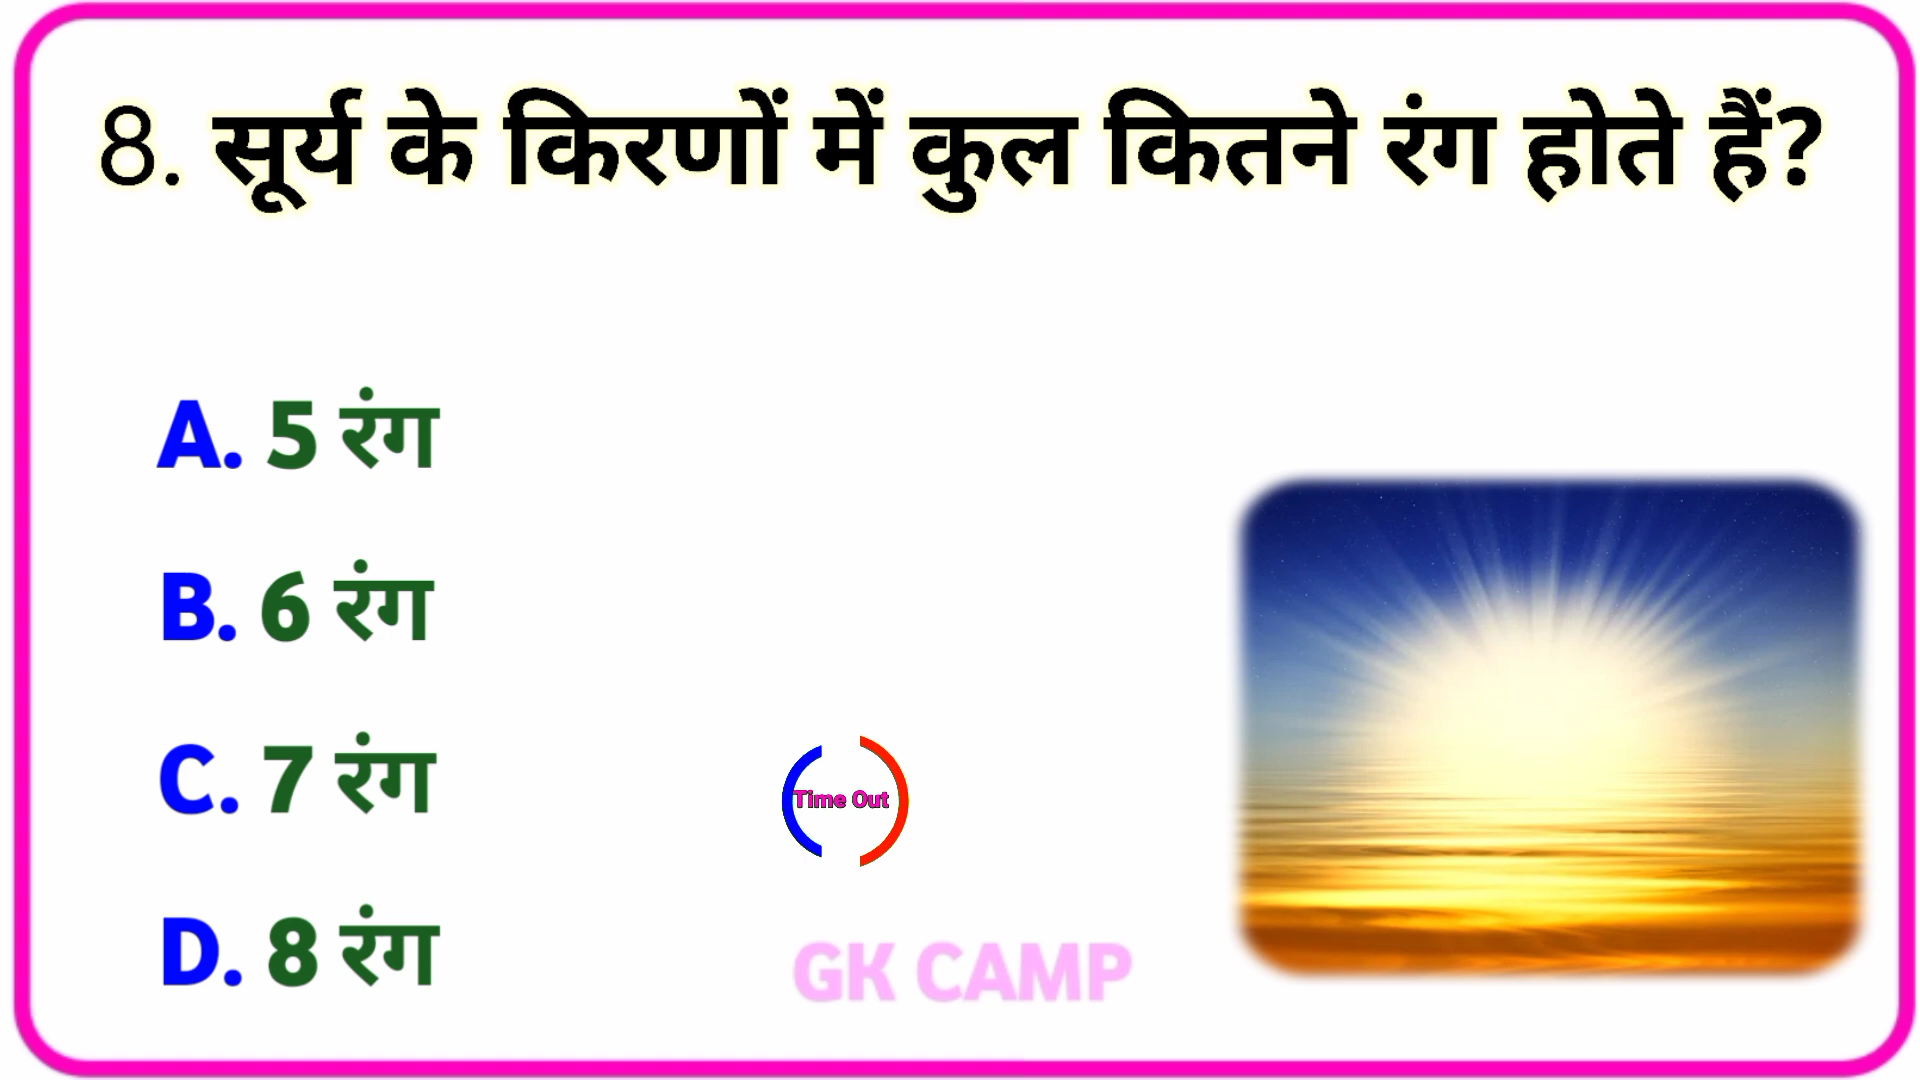 8. सूर्य के किरणों में कुल कितने रंग होते हैं?
A. 5 रंग
B. 6 रंग
C. 7 रंग
Time Out
D. 8 रंग
GK CAMP